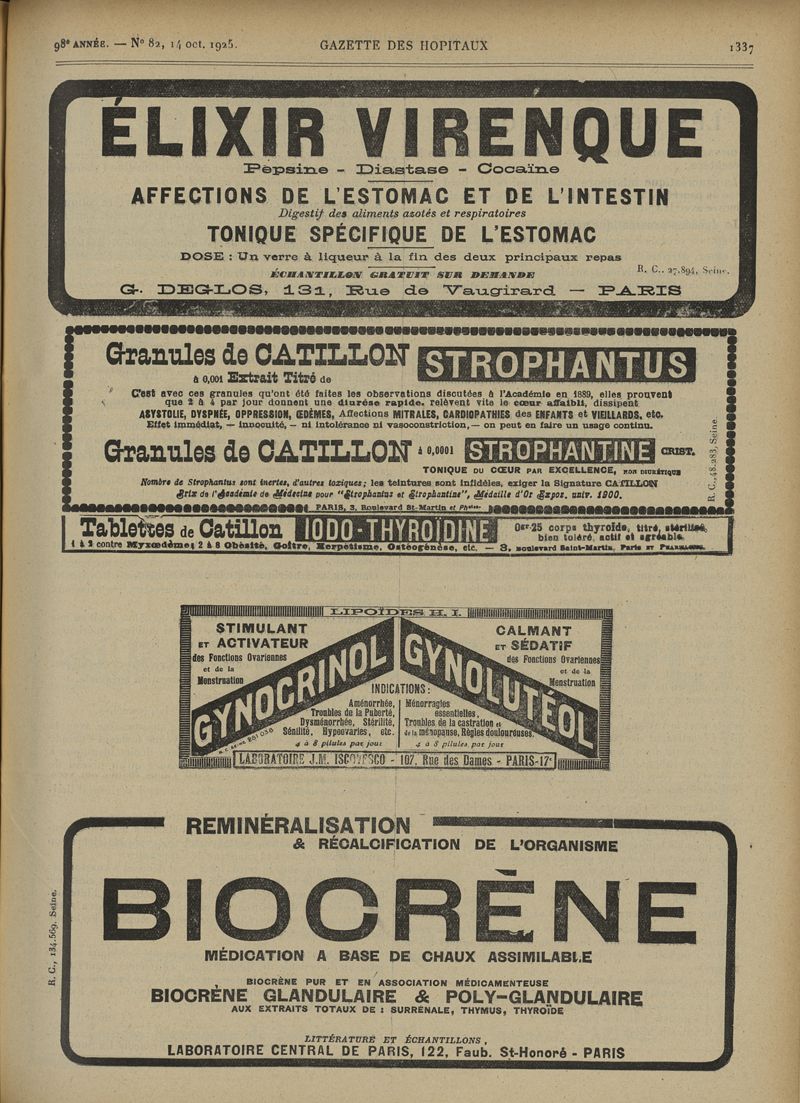 98e ANNÉE. — N° 82, 14 OCT. 1925. GAZETTE DES HOPITAUX 1337
ÉLIXIR VIRENQUE
Pepsine - Diastase - Cocaïne
AFFECTIONS DE L'ESTOMAC ET DE L'INTESTIN
Digestif des aliments azotés et respiratoires
TONIQUE SPÉCIFIQUE DE L'ESTOMAC
DOSE : Un verre à liqueur à la fin des deux principaux repas
R. C., 27.894, Seine.
ÉCHANTILLON GRATUIT SUR DEMANDE
G. DEGLOS, 131, Rue de Vaugirard — PARIS
Granules de CATILLON STROPHANTUS
à 0,001 Extrait Titré de
C'est avec ces granules qu'ont été faites les observations discutées à l'Académie en 1889, elles prouvent
que 2 à 4 par jour donnent une diurèse rapide, relèvent vite le cœur affaibli, dissipent
ASYSTOLIE, DYSPNÉE, OPPRESSION, ŒDÈMES, Affections MITRALES, CARDIOPATHIES des ENFANTS et VIEILLARDS, etc.
Effet immédiat, — innocuité, — ni intolérance ni vasoconstriction, — on peut en faire un usage continu.
Granules de CATILLON à 0,0001 STROPHANTINE CRIST.
TONIQUE DU CŒUR PAR EXCELLENCE, NON DIURÉTIQUE
Nombre de Strophantus sont inertes, d'autres toxiques; les teintures sont infidèles, exiger la Signature CATILLON
Prix de l'Académie de Médecine pour "Strophantus et Strophantine", Médaille d'Or Expos. univ. 1900.
PARIS, 3, Boulevard St-Martin et Phcies
R. C., 48.283, Seine.
Tablettes de Catillon IODO-THYROÏDINE
0gr25 corps thyroïde, titré, stérilisé,
bien toléré, actif et agréable.
1 à 2 contre Myxœdème; 2 à 8 Obésité, Goître, Herpétisme, Ostéogénèse, etc. — 3, Boulevard Saint-Martin, Paris ET PHARMACIES.
LIPOÏDES H. I.
STIMULANT
ET ACTIVATEUR
des Fonctions Ovariennes
et de la
Menstruation
GYNOCRINOL
CALMANT
ET SÉDATIF
des Fonctions Ovariennes
et de la
Menstruation
GYNOLUTÉOL
INDICATIONS :
Aménorrhée,
Troubles de la Puberté,
Dysménorrhée, Stérilité,
Sénilité, Hypeovaries, etc.
4 à 8 pilules par jour
Ménorragies
essentielles,
Troubles de la castration et
de la ménopause, Règles douloureuses.
4 à 8 pilules par jour
LABORATOIRE J.M. ISCOVESCO - 107, Rue des Dames - PARIS-17e
REMINÉRALISATION
& RÉCALCIFICATION DE L'ORGANISME
BIOCRÈNE
MÉDICATION A BASE DE CHAUX ASSIMILABLE
BIOCRÈNE PUR ET EN ASSOCIATION MÉDICAMENTEUSE
BIOCRÈNE GLANDULAIRE & POLY-GLANDULAIRE
AUX EXTRAITS TOTAUX DE : SURRÉNALE, THYMUS, THYROÏDE
LITTÉRATURE ET ÉCHANTILLONS,
LABORATOIRE CENTRAL DE PARIS, 122, Faub. St-Honoré - PARIS
R. C., 134.569. Seine.